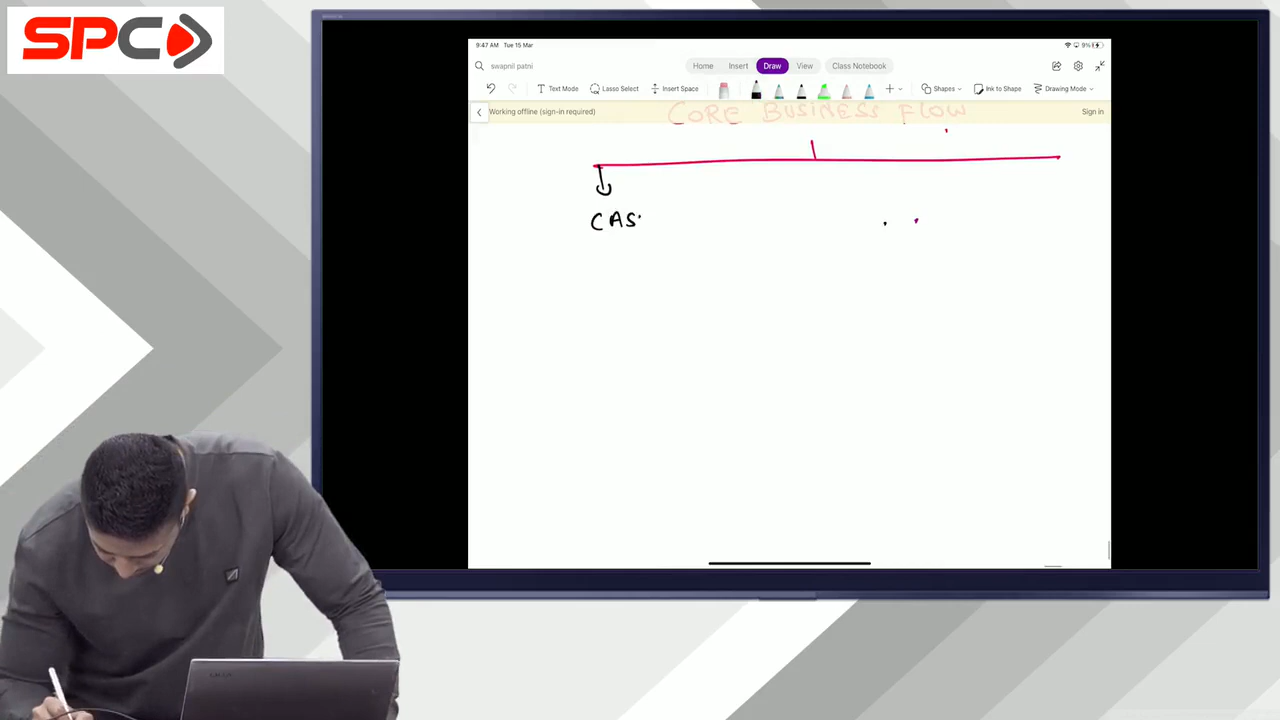 SPC
9:47 AM Tue 15 Mar
9%
swapnil patni
Home Insert Draw View Class Notebook
Text Mode Lasso Select Insert Space Shapes Ink to Shape Drawing Mode
Working offline (sign-in required) Sign in
CORE BUSINESS FLOW
CAS